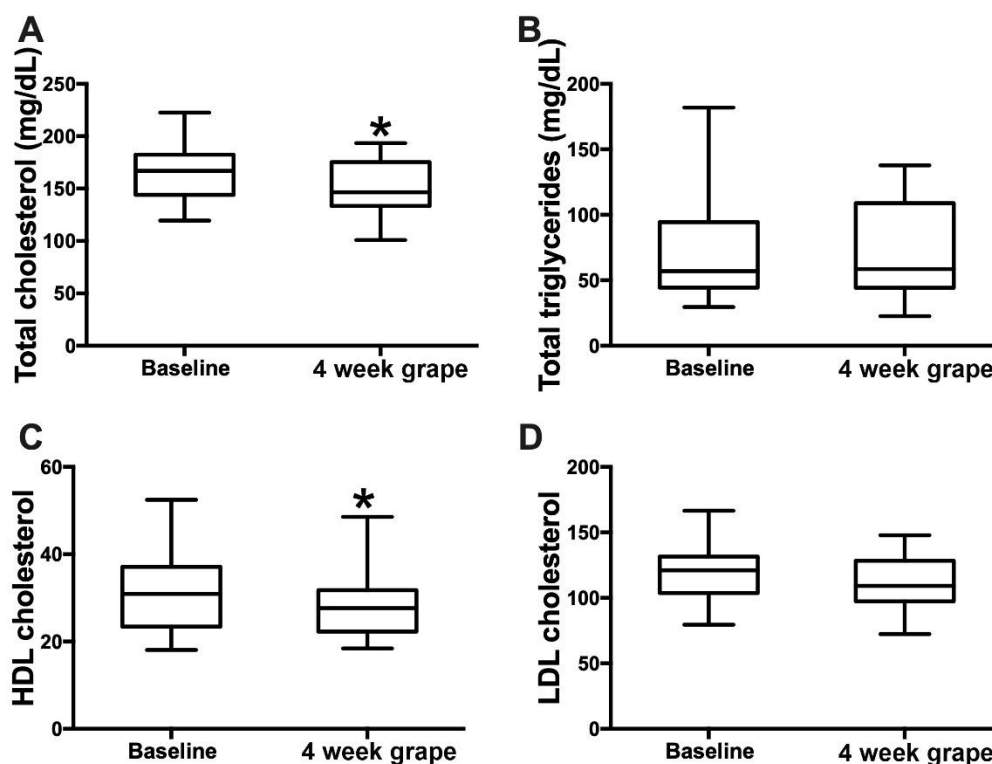 A
Total cholesterol (mg/dL)
250
200
150
100
50
0
*
Baseline
4 week grape
B
Total triglycerides (mg/dL)
200
150
100
50
0
Baseline
4 week grape
C
HDL cholesterol
60
40
20
0
*
Baseline
4 week grape
D
LDL cholesterol
200
150
100
50
0
Baseline
4 week grape